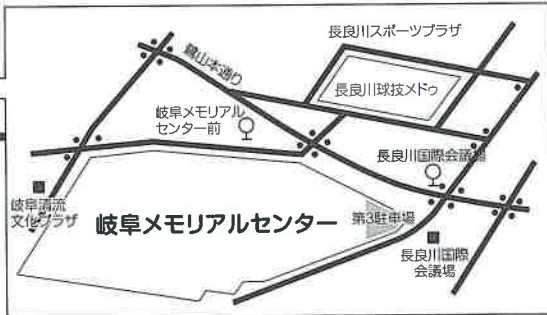 長良川スポーツプラザ
鷺山本通り
長良川球技メドゥ
岐阜メモリアル
センター前
長良川国際会議場
岐阜清流
文化プラザ
岐阜メモリアルセンター
第3駐車場
長良川国際
会議場